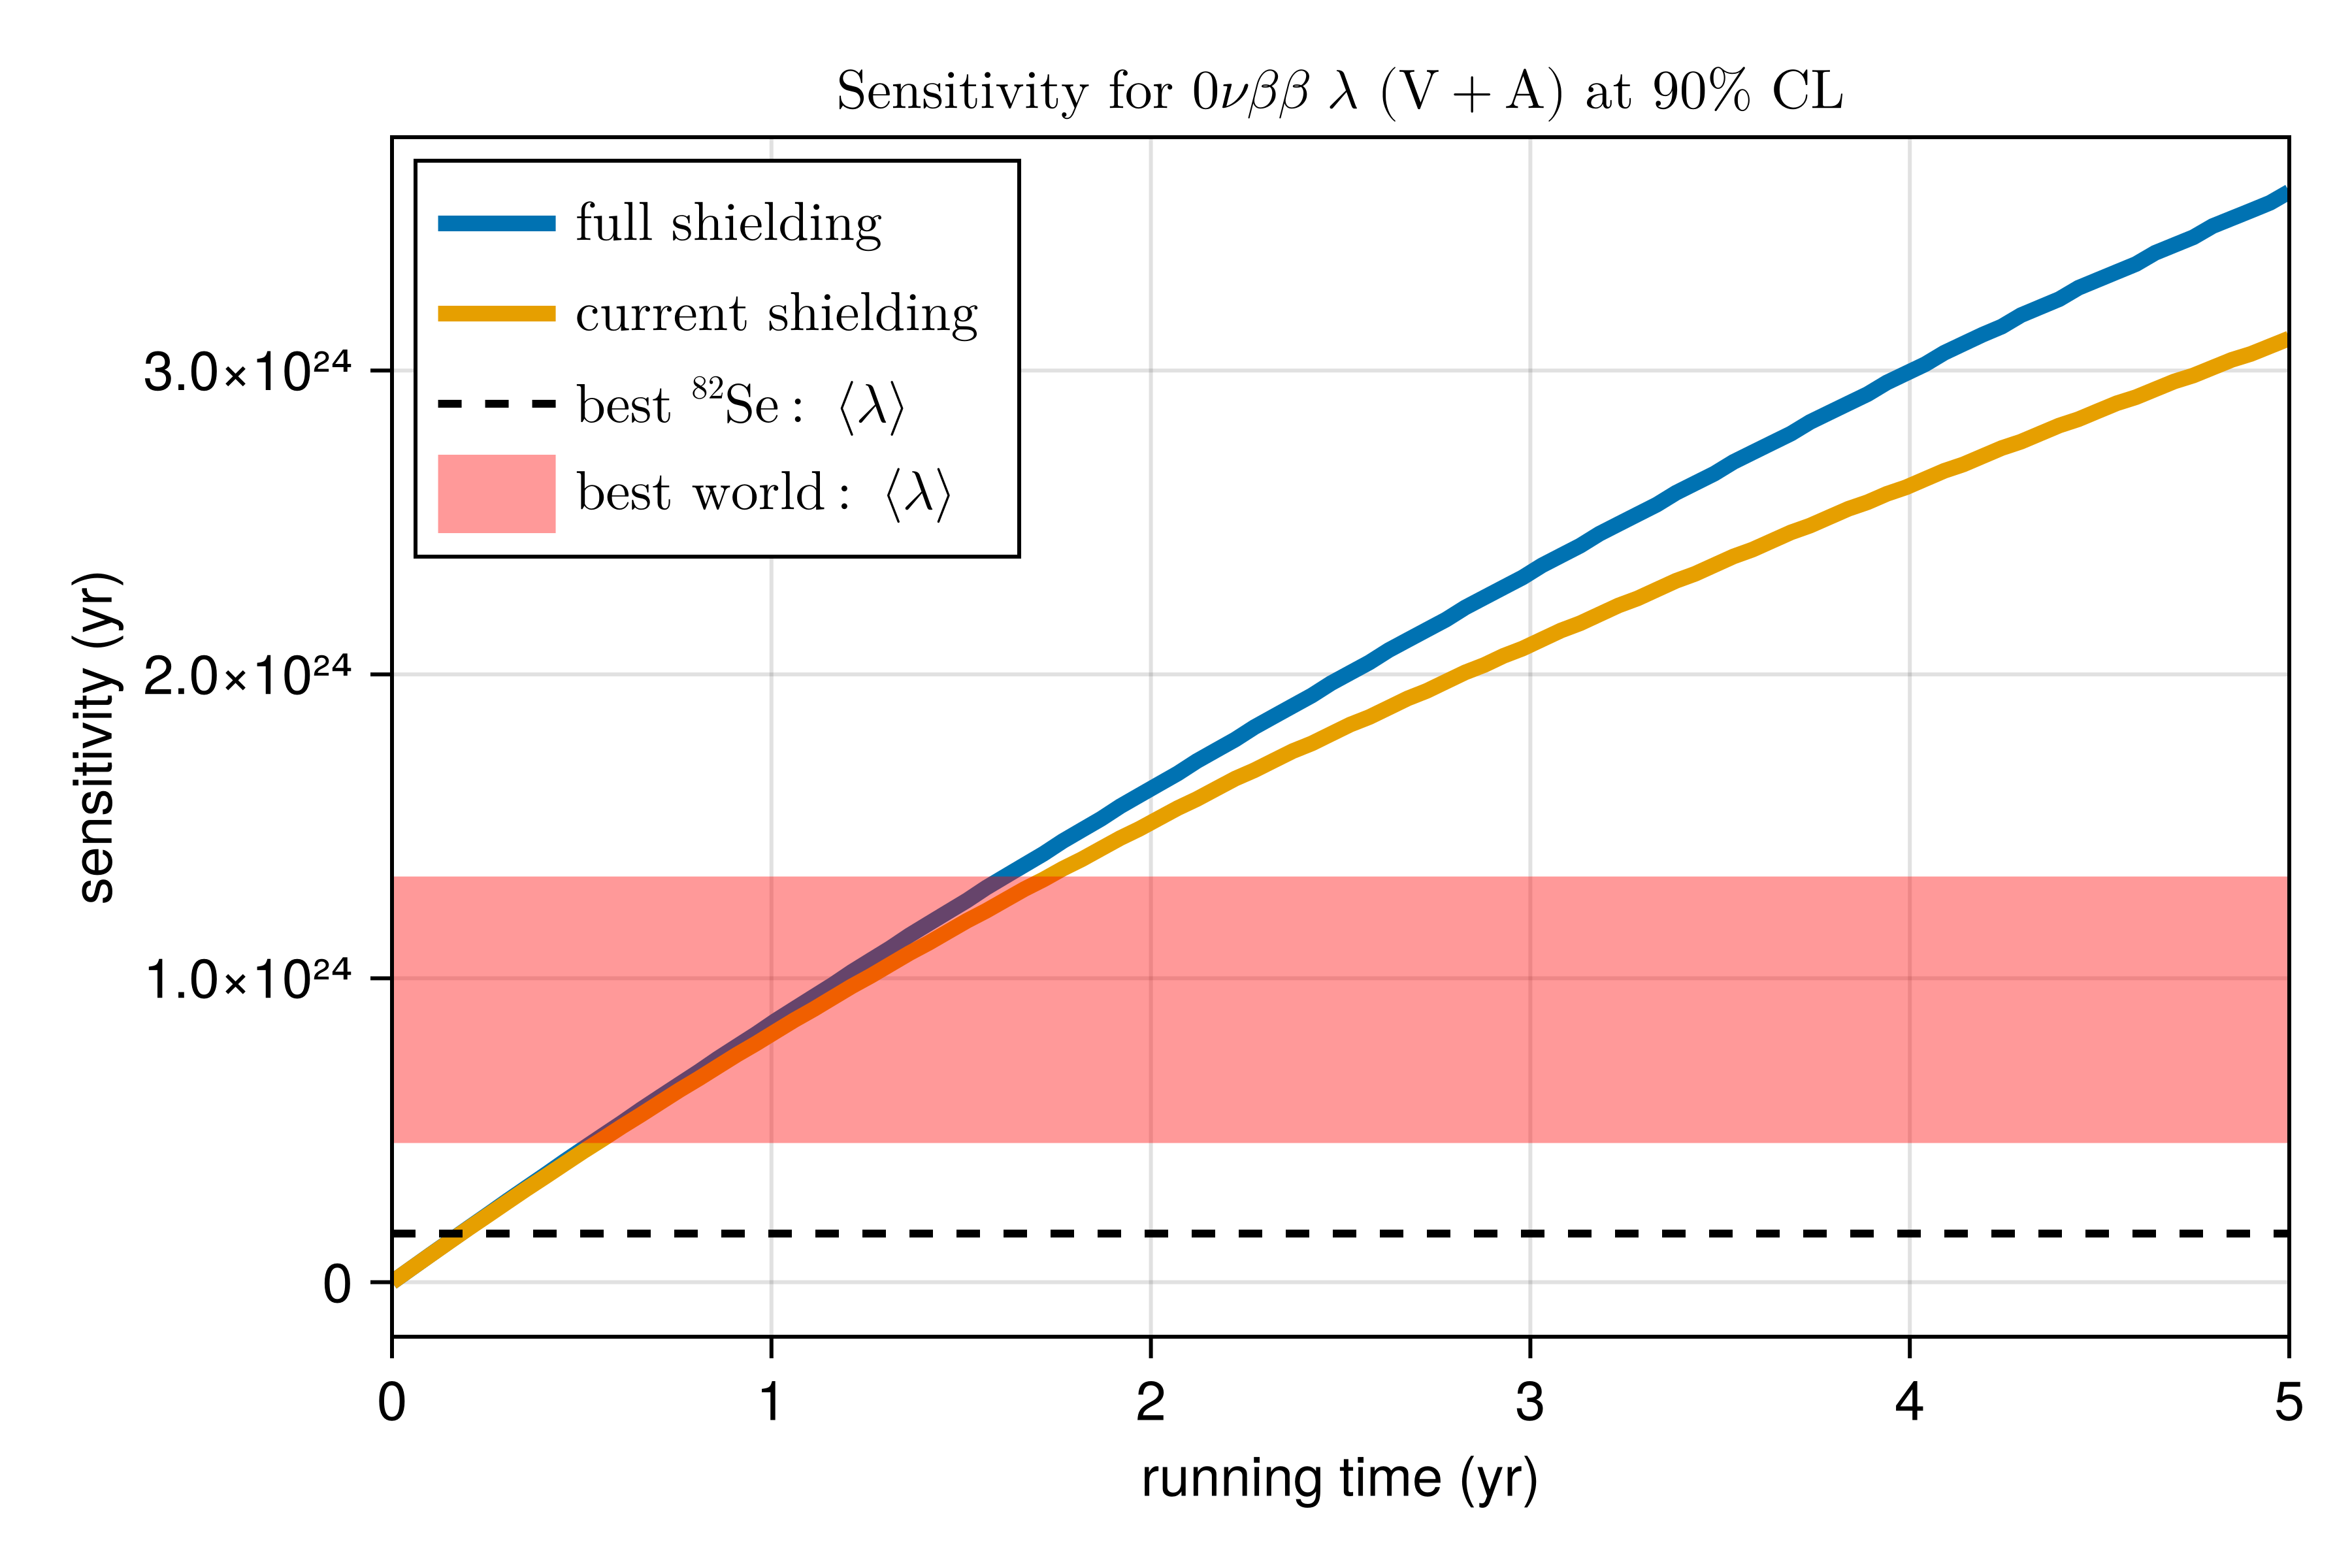 Sensitivity for 0νββ λ (V + A) at 90% CL
full shielding
current shielding
best ⁸²Se: ⟨λ⟩
best world: ⟨λ⟩
sensitivity (yr)
3.0×10²⁴
2.0×10²⁴
1.0×10²⁴
0
0 1 2 3 4 5
running time (yr)